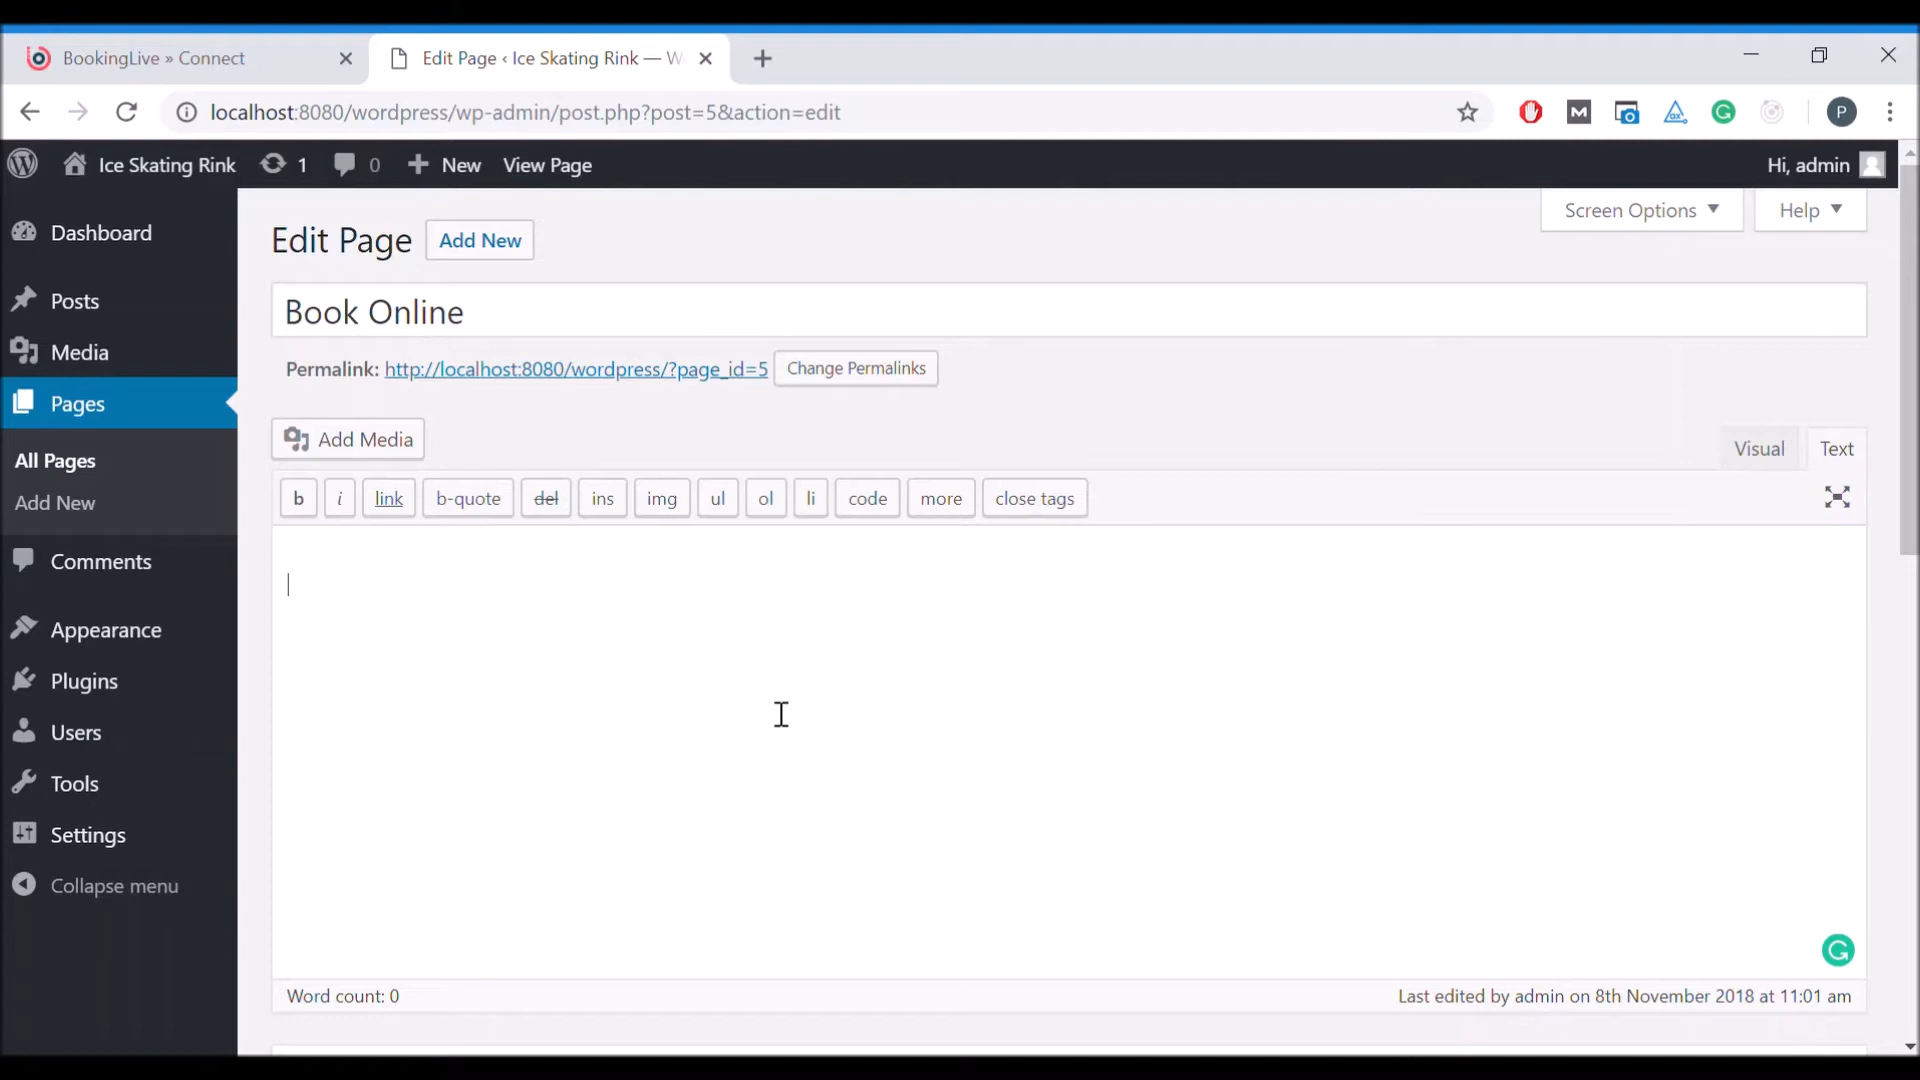 BookingLive » Connect
Edit Page ‹ Ice Skating Rink — W
localhost:8080/wordpress/wp-admin/post.php?post=5&action=edit
P
Ice Skating Rink
1
0
New
View Page
Hi, admin
Dashboard
Posts
Media
Pages
All Pages
Add New
Comments
Appearance
Plugins
Users
Tools
Settings
Collapse menu
Screen Options
Help
Edit Page
Add New
Book Online
Permalink: http://localhost:8080/wordpress/?page_id=5
Change Permalinks
Add Media
Visual
Text
b
i
link
b-quote
del
ins
img
ul
ol
li
code
more
close tags
Word count: 0
Last edited by admin on 8th November 2018 at 11:01 am